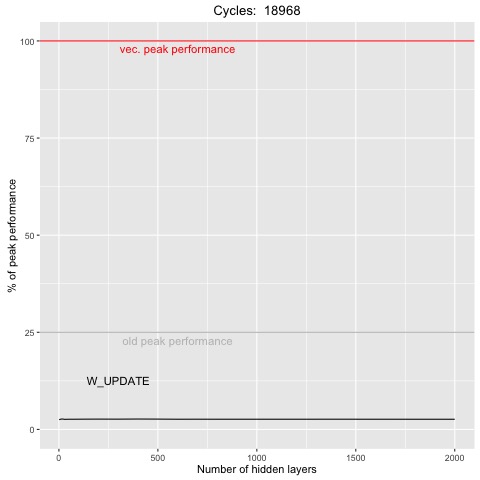 Cycles: 18968
100
vec. peak performance
75
% of peak performance
50
25
old peak performance
W_UPDATE
0
0 500 1000 1500 2000
Number of hidden layers